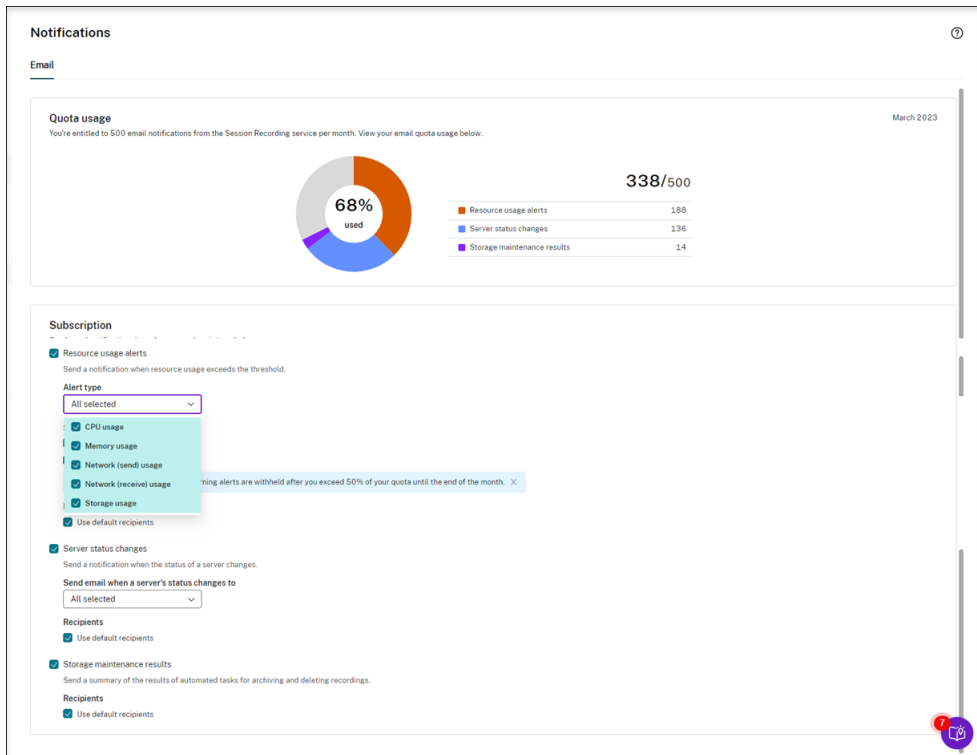 Notifications
Email
Quota usage
March 2023
You're entitled to 500 email notifications from the Session Recording service per month. View your email quota usage below.
338/500
68%
used
Resource usage alerts 188
Server status changes 136
Storage maintenance results 14
Subscription
Resource usage alerts
Send a notification when resource usage exceeds the threshold.
Alert type
All selected
CPU usage
Memory usage
Network (send) usage
Network (receive) usage
alerts are withheld after you exceed 50% of your quota until the end of the month.
Storage usage
Use default recipients
Server status changes
Send a notification when the status of a server changes.
Send email when a server's status changes to
All selected
Recipients
Use default recipients
Storage maintenance results
Send a summary of the results of automated tasks for archiving and deleting recordings.
Recipients
Use default recipients
7